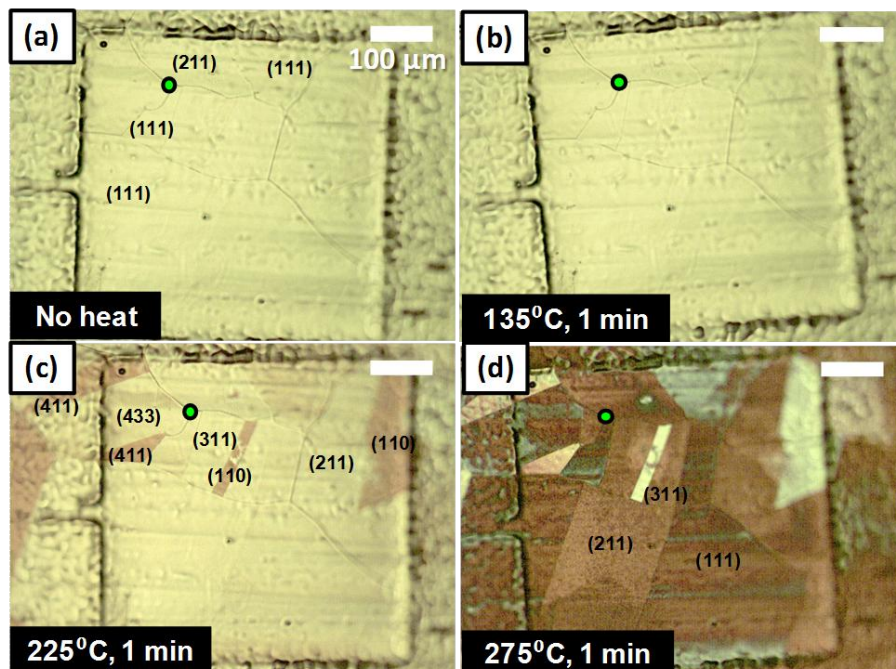 (a)
(211)
(111)
100 µm
(111)
(111)
No heat
(b)
135⁰C, 1 min
(c)
(411)
(433)
(311)
(110)
(411)
(211)
(110)
225⁰C, 1 min
(d)
(311)
(211)
(111)
275⁰C, 1 min